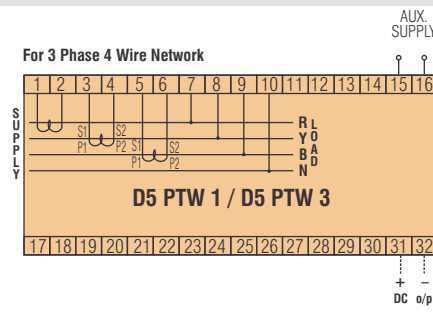 AUX.
SUPPLY
For 3 Phase 4 Wire Network
1 2 3 4 5 6 7 8 9 10 11 12 13 14 15 16
SUPPLY
S1 S2 S1 S2
P1 P2 P1 P2
R
Y
B
N
LOAD
D5 PTW 1 / D5 PTW 3
17 18 19 20 21 22 23 24 25 26 27 28 29 30 31 32
+ –
DC o/p